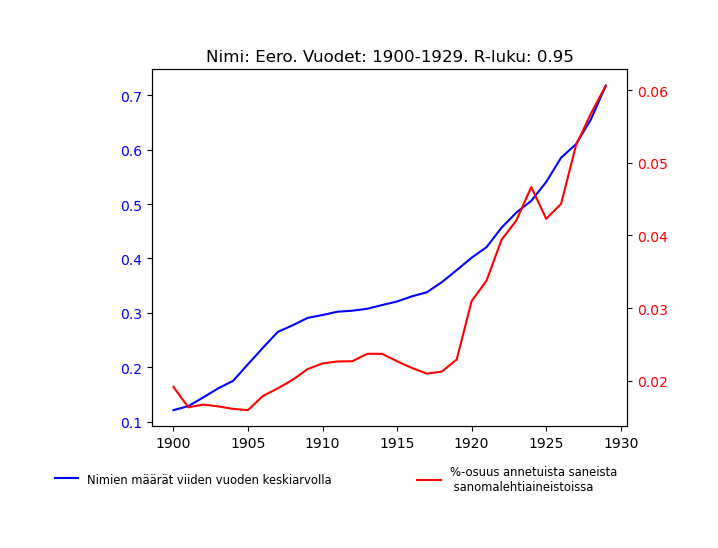 Nimi: Eero. Vuodet: 1900-1929. R-luku: 0.95
0.7
0.6
0.5
0.4
0.3
0.2
0.1
0.06
0.05
0.04
0.03
0.02
1900 1905 1910 1915 1920 1925 1930
Nimien määrät viiden vuoden keskiarvolla
%-osuus annetuista saneista
sanomalehtiaineistoissa